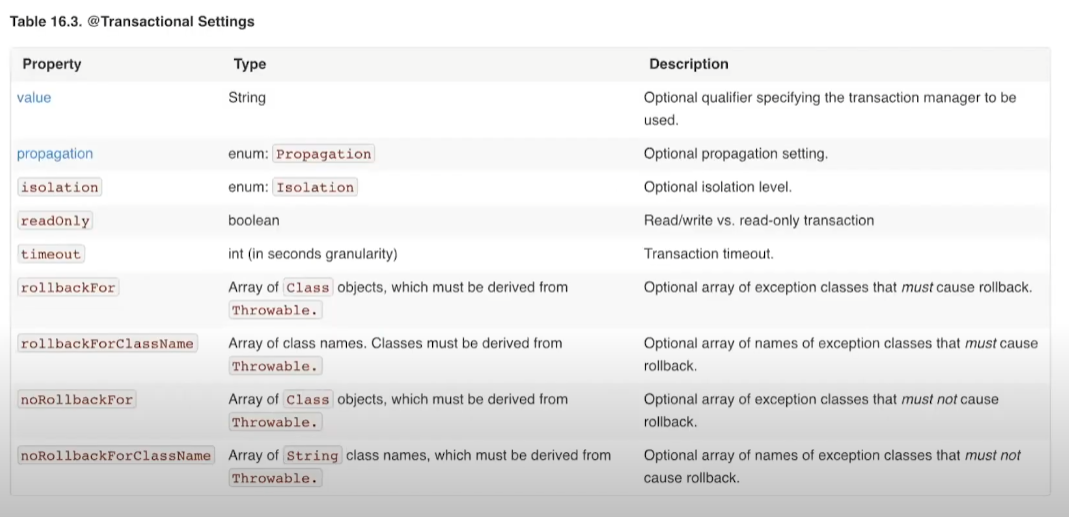 Table 16.3. @Transactional Settings
Property Type Description
value String Optional qualifier specifying the transaction manager to be
used.
propagation enum: Propagation Optional propagation setting.
isolation enum: Isolation Optional isolation level.
readOnly boolean Read/write vs. read-only transaction
timeout int (in seconds granularity) Transaction timeout.
rollbackFor Array of Class objects, which must be derived from Optional array of exception classes that must cause rollback.
Throwable.
rollbackForClassName Array of class names. Classes must be derived from Optional array of names of exception classes that must cause
Throwable. rollback.
noRollbackFor Array of Class objects, which must be derived from Optional array of exception classes that must not cause
Throwable. rollback.
noRollbackForClassName Array of String class names, which must be derived from Optional array of names of exception classes that must not
Throwable. cause rollback.